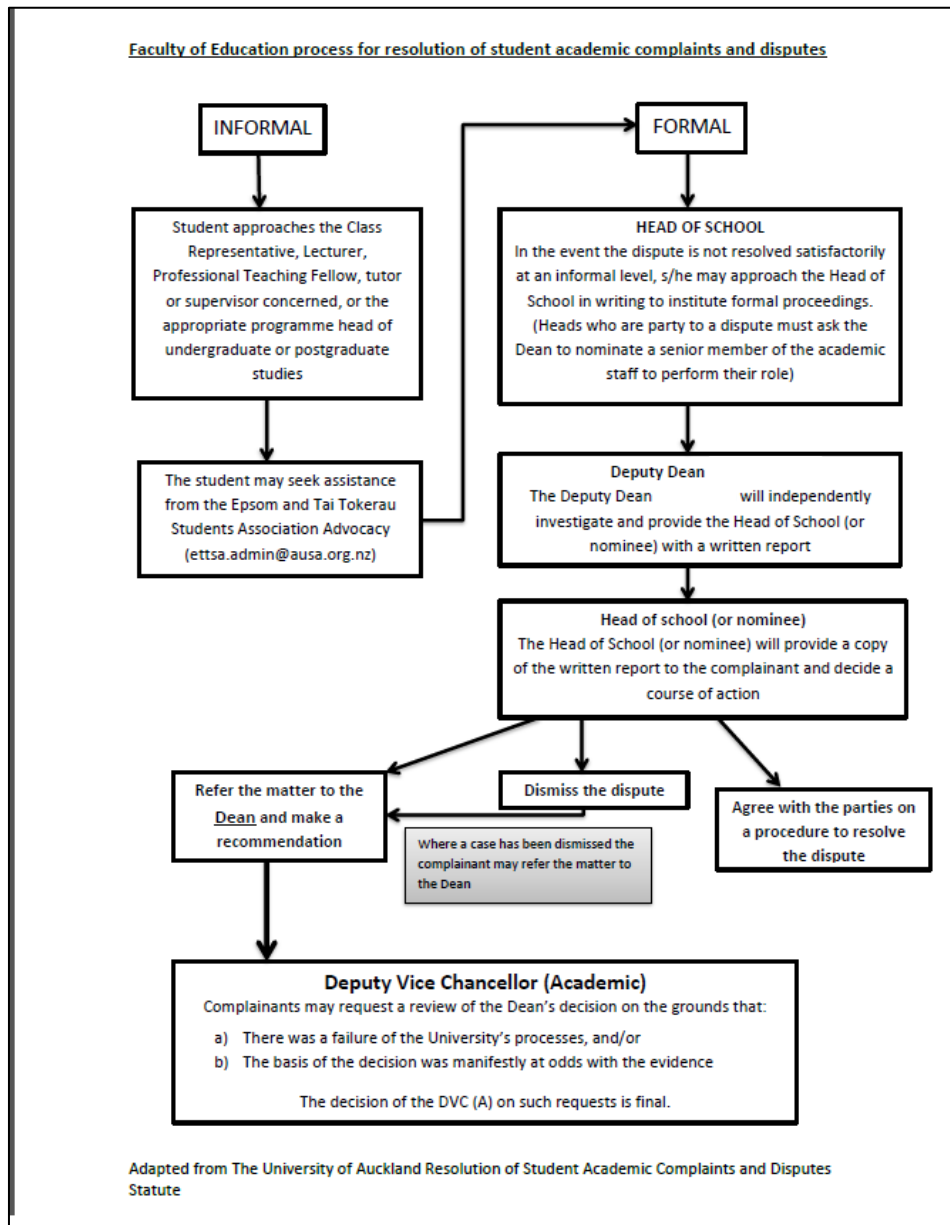 Faculty of Education process for resolution of student academic complaints and disputes
INFORMAL
FORMAL
Student approaches the Class
Representative, Lecturer,
Professional Teaching Fellow, tutor
or supervisor concerned, or the
appropriate programme head of
undergraduate or postgraduate
studies
The student may seek assistance
from the Epsom and Tai Tokerau
Students Association Advocacy
(ettsa.admin@ausa.org.nz)
HEAD OF SCHOOL
In the event the dispute is not resolved satisfactorily
at an informal level, s/he may approach the Head of
School in writing to institute formal proceedings.
(Heads who are party to a dispute must ask the
Dean to nominate a senior member of the academic
staff to perform their role)
Deputy Dean
The Deputy Dean will independently
investigate and provide the Head of School (or
nominee) with a written report
Head of school (or nominee)
The Head of School (or nominee) will provide a copy
of the written report to the complainant and decide a
course of action
Refer the matter to the
Dean and make a
recommendation
Dismiss the dispute
Where a case has been dismissed the
complainant may refer the matter to
the Dean
Agree with the parties on
a procedure to resolve
the dispute
Deputy Vice Chancellor (Academic)
Complainants may request a review of the Dean's decision on the grounds that:
a) There was a failure of the University's processes, and/or
b) The basis of the decision was manifestly at odds with the evidence
The decision of the DVC (A) on such requests is final.
Adapted from The University of Auckland Resolution of Student Academic Complaints and Disputes
Statute